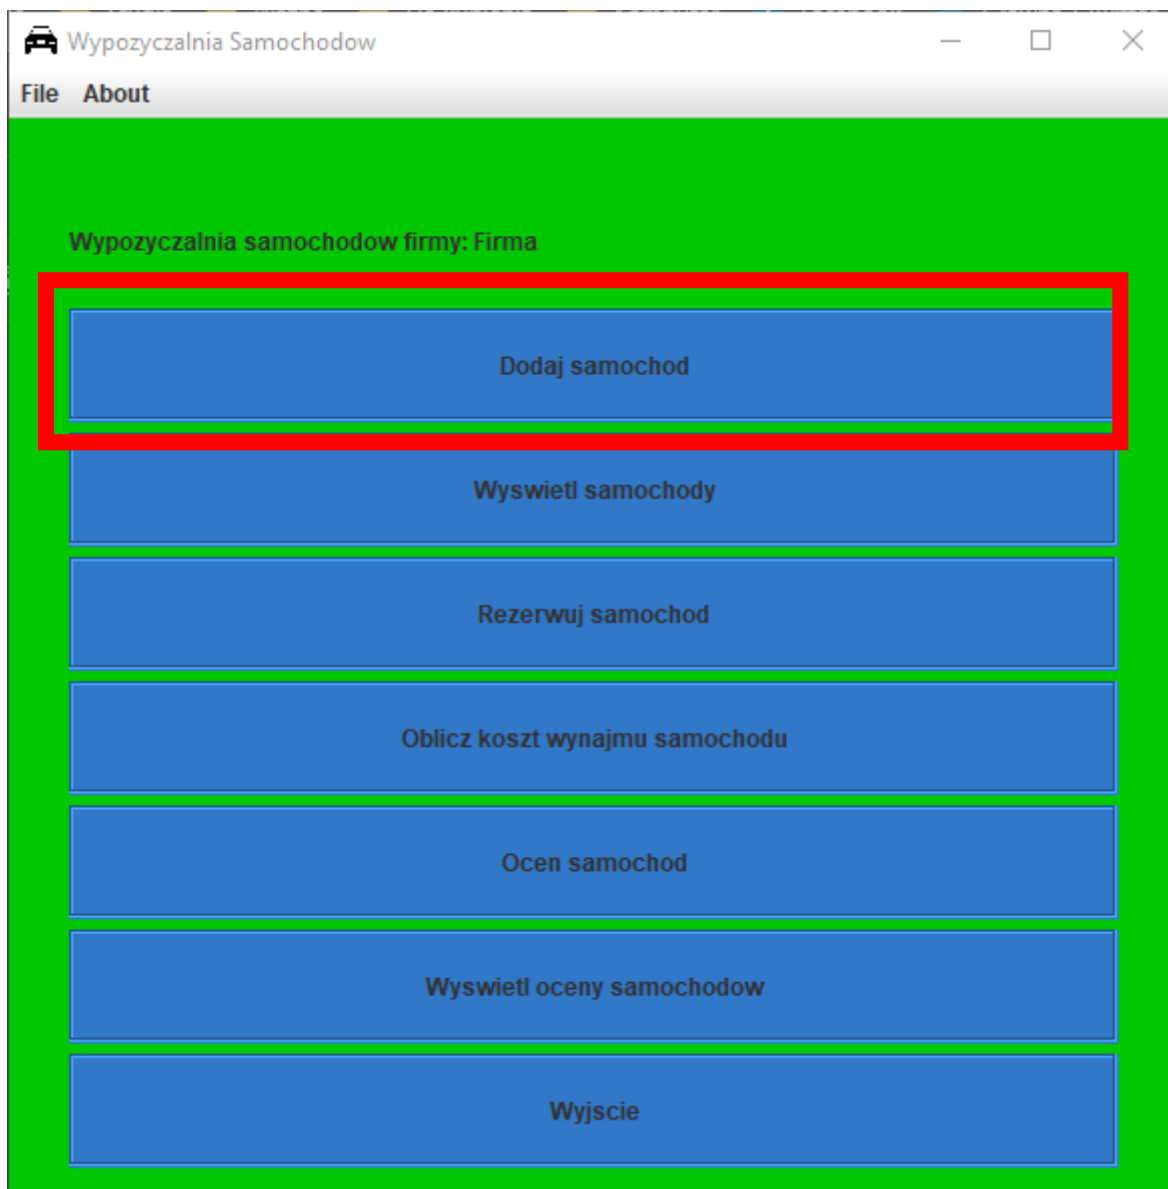 Wypozyczalnia Samochodow
File About
Wypozyczalnia samochodow firmy: Firma
Dodaj samochod
Wyswietl samochody
Rezerwuj samochod
Oblicz koszt wynajmu samochodu
Ocen samochod
Wyswietl oceny samochodow
Wyjscie